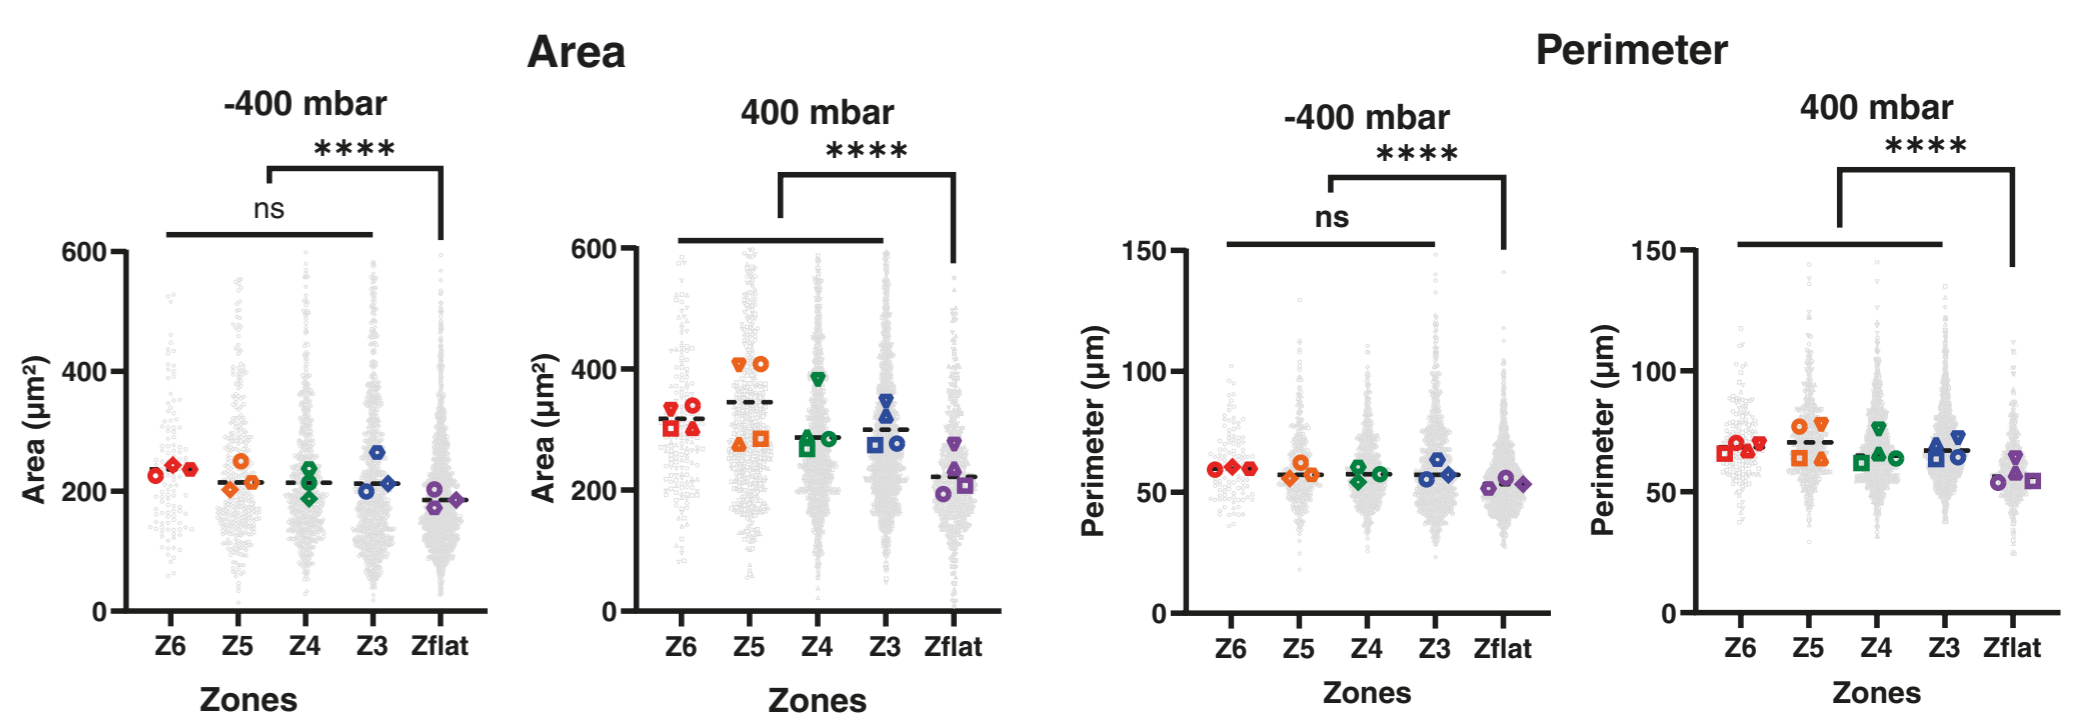 Area
-400 mbar
****
ns
600
400
200
0
Area (μm²)
Z6 Z5 Z4 Z3 Zflat
Zones
400 mbar
****
600
400
200
0
Area (μm²)
Z6 Z5 Z4 Z3 Zflat
Zones
Perimeter
-400 mbar
****
ns
150
100
50
0
Perimeter (μm)
Z6 Z5 Z4 Z3 Zflat
Zones
400 mbar
****
150
100
50
0
Perimeter (μm)
Z6 Z5 Z4 Z3 Zflat
Zones